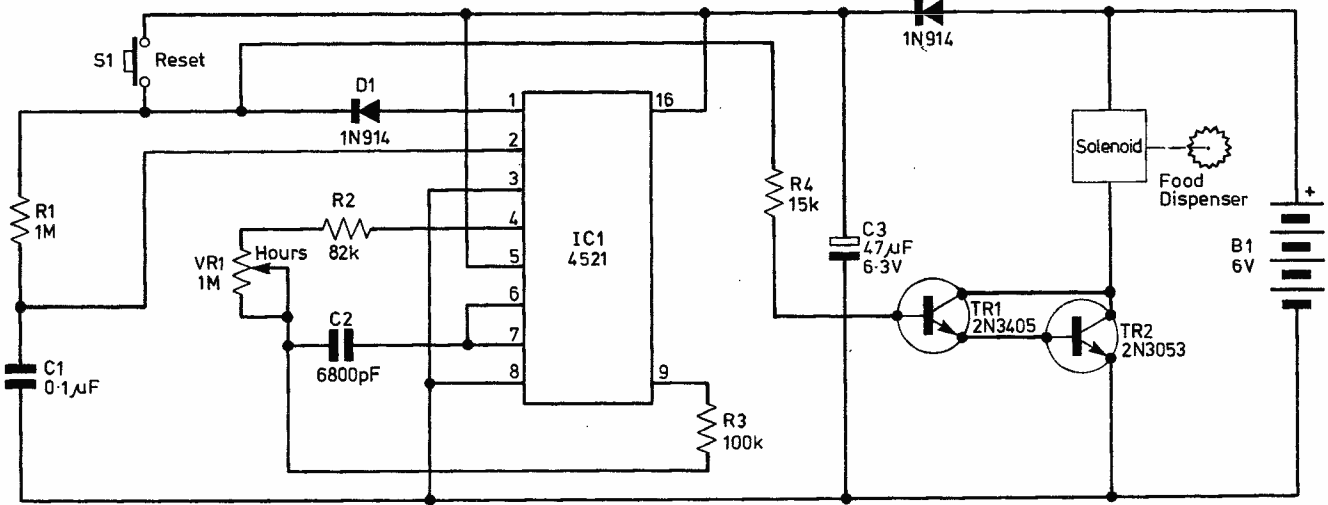 1N914
S1 Reset
D1
1N914
1
2
3
4
5
6
7
8
16
9
IC1
4521
R1
1M
R2
82k
VR1
1M
Hours
C2
6800pF
C1
0·1µF
R3
100k
R4
15k
C3
47µF
6·3V
Solenoid
Food
Dispenser
+
B1
6V
TR1
2N3405
TR2
2N3053